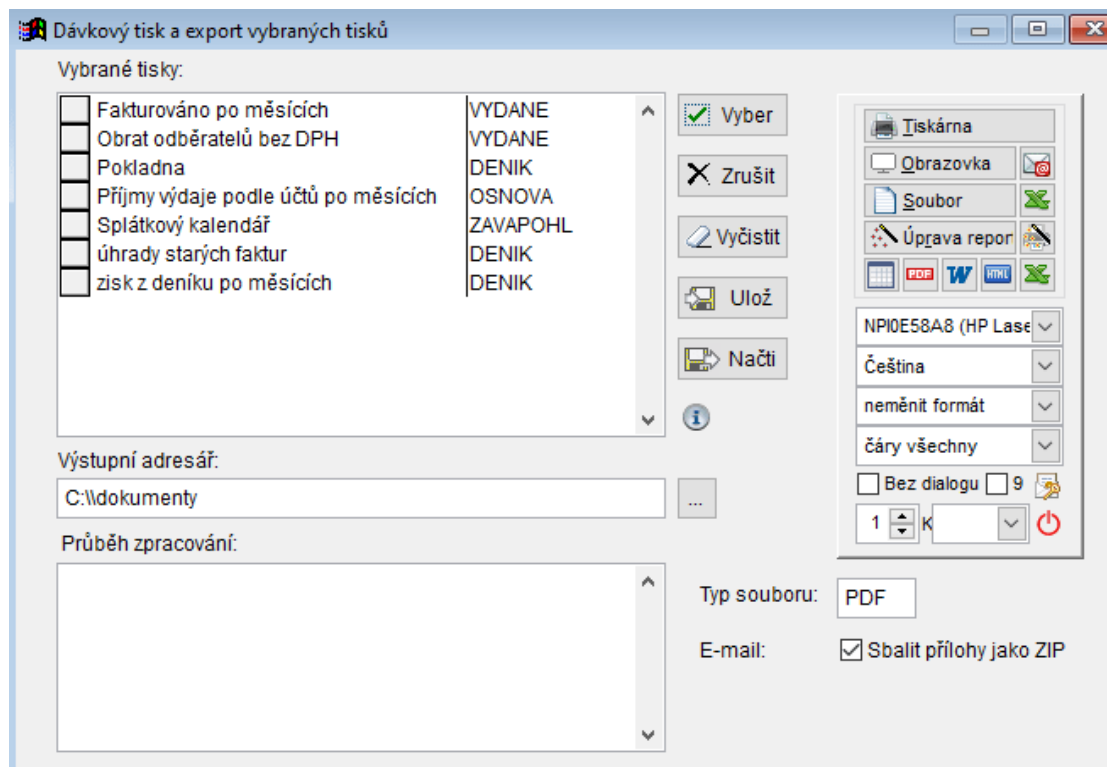 Dávkový tisk a export vybraných tisků
Vybrané tisky:
Fakturováno po měsících VYDANE
Obrat odběratelů bez DPH VYDANE
Pokladna DENIK
Příjmy výdaje podle účtů po měsících OSNOVA
Splátkový kalendář ZAVAPOHL
úhrady starých faktur DENIK
zisk z deníku po měsících DENIK
Vyber
Zrušit
Vyčistit
Ulož
Načti
Tiskárna
Obrazovka
Soubor
Úprava repor
PDF W HTML
NPI0E58A8 (HP Lase
Čeština
neměnit formát
čáry všechny
Bez dialogu 9
1 K
Výstupní adresář:
C:\\dokumenty
...
Průběh zpracování:
Typ souboru: PDF
E-mail: Sbalit přílohy jako ZIP